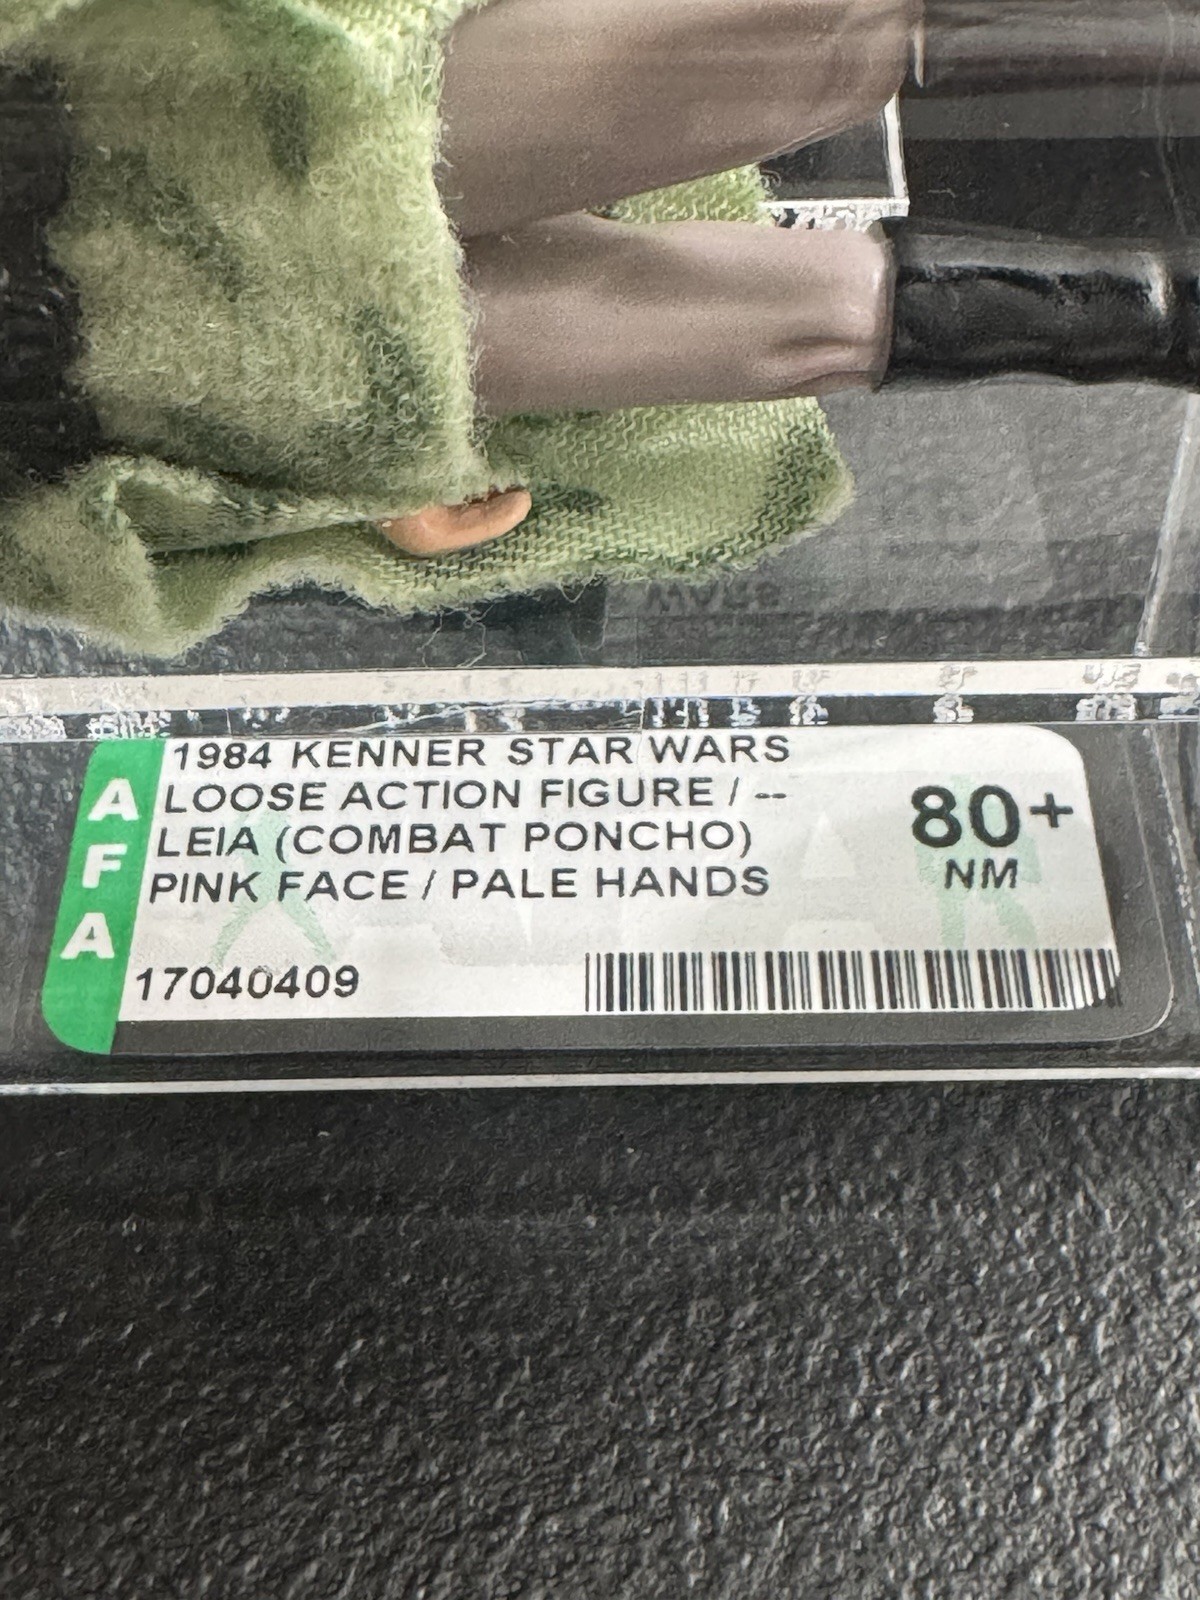 1984 KENNER STAR WARS
LOOSE ACTION FIGURE / --
LEIA (COMBAT PONCHO)
PINK FACE / PALE HANDS
80+
NM
AFA
17040409